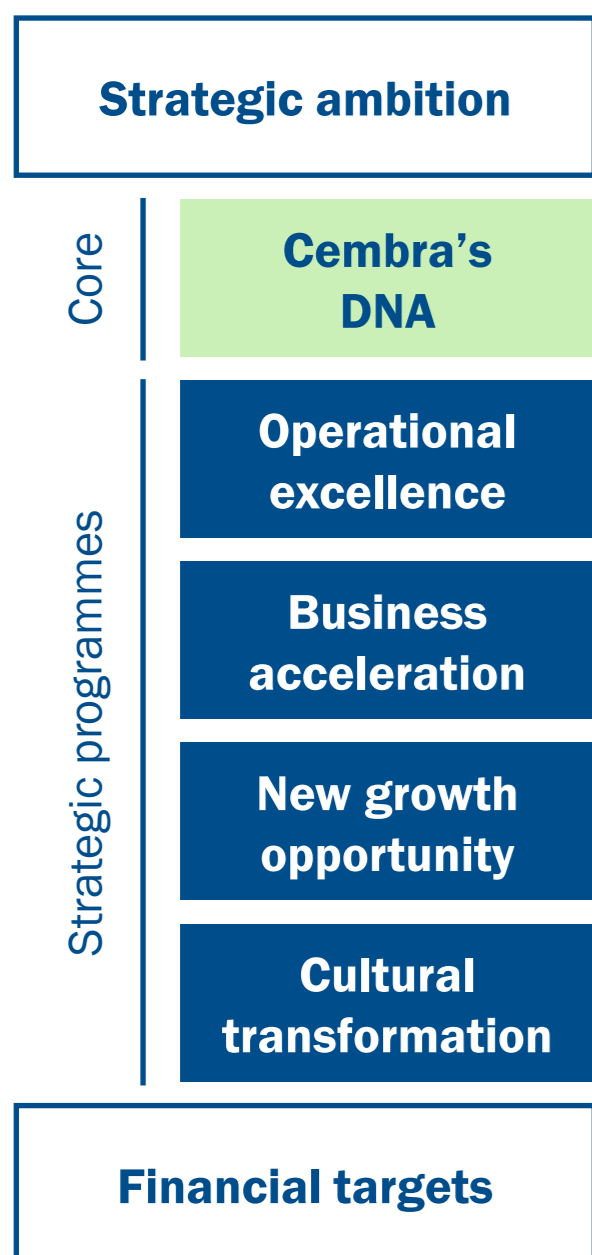 Strategic ambition
Core
Cembra’s
DNA
Strategic programmes
Operational
excellence
Business
acceleration
New growth
opportunity
Cultural
transformation
Financial targets